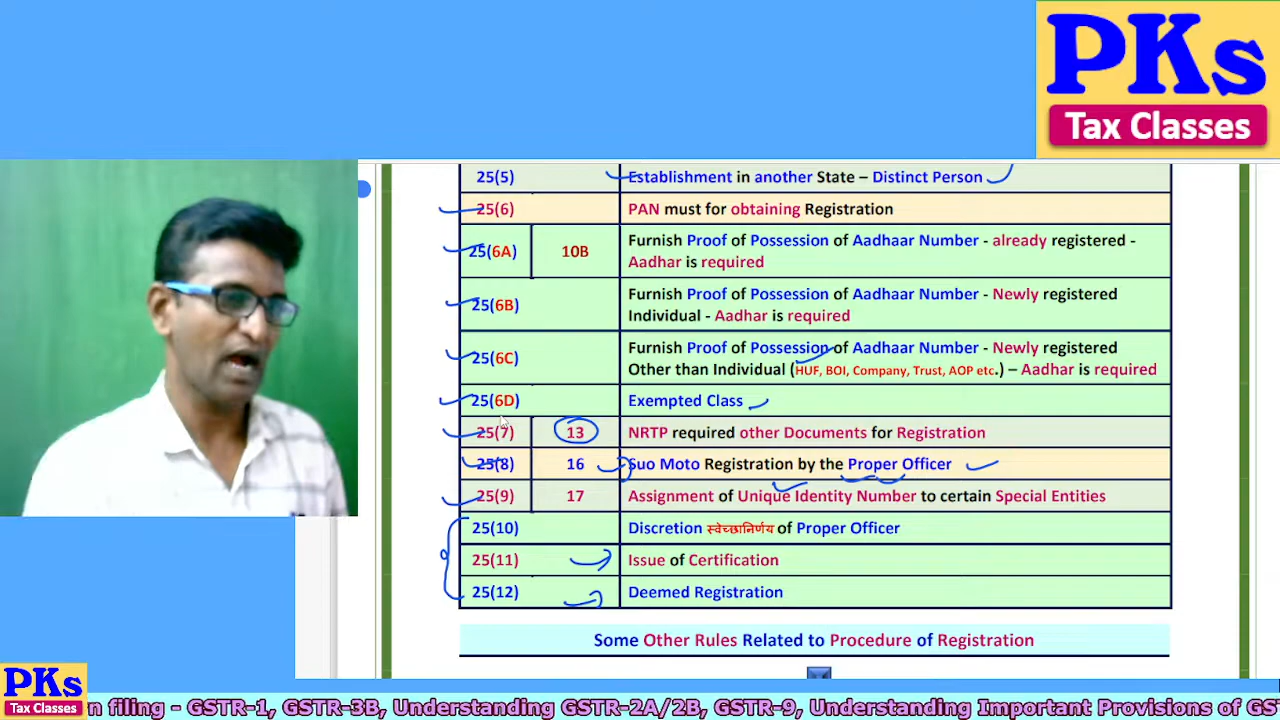 PKs
Tax Classes
25(5) Establishment in another State – Distinct Person
25(6) PAN must for obtaining Registration
25(6A) 10B Furnish Proof of Possession of Aadhaar Number - already registered -
Aadhar is required
25(6B) Furnish Proof of Possession of Aadhaar Number - Newly registered
Individual - Aadhar is required
25(6C) Furnish Proof of Possession of Aadhaar Number - Newly registered
Other than Individual (HUF, BOI, Company, Trust, AOP etc.) – Aadhar is required
25(6D) Exempted Class
25(7) 13 NRTP required other Documents for Registration
25(8) 16 Suo Moto Registration by the Proper Officer
25(9) 17 Assignment of Unique Identity Number to certain Special Entities
25(10) Discretion स्वेच्छानिर्णय of Proper Officer
25(11) Issue of Certification
25(12) Deemed Registration
Some Other Rules Related to Procedure of Registration
PKs
Tax Classes
n filing - GSTR-1, GSTR-3B, Understanding GSTR-2A/2B, GSTR-9, Understanding Important Provisions of GS